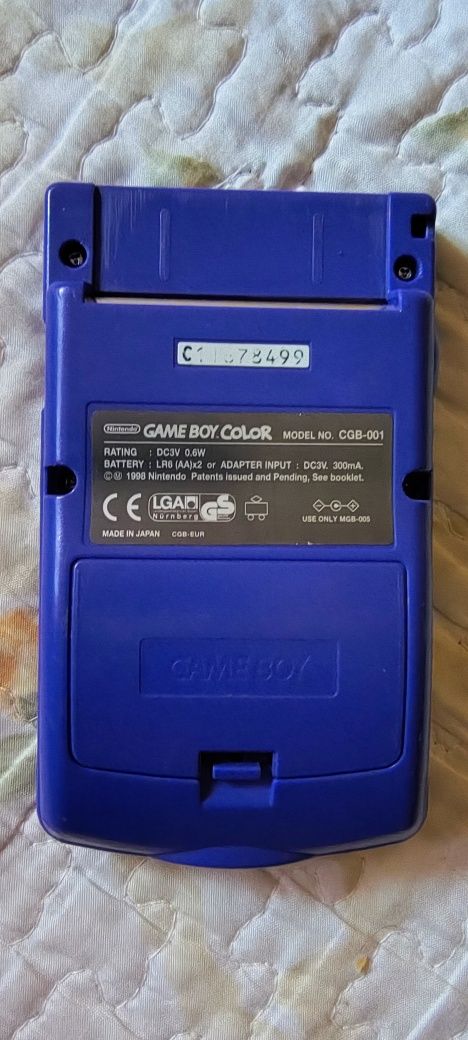 Nintendo GAME BOY COLOR MODEL NO. CGB-001
RATING : DC3V 0.6W
BATTERY : LR6 (AA)x2 or ADAPTER INPUT : DC3V. 300mA.
©Ⓜ 1998 Nintendo Patents issued and Pending, See booklet.
CE LGA GS
Nürnberg
USE ONLY MGB-005
MADE IN JAPAN CGB-EUR
GAME BOY